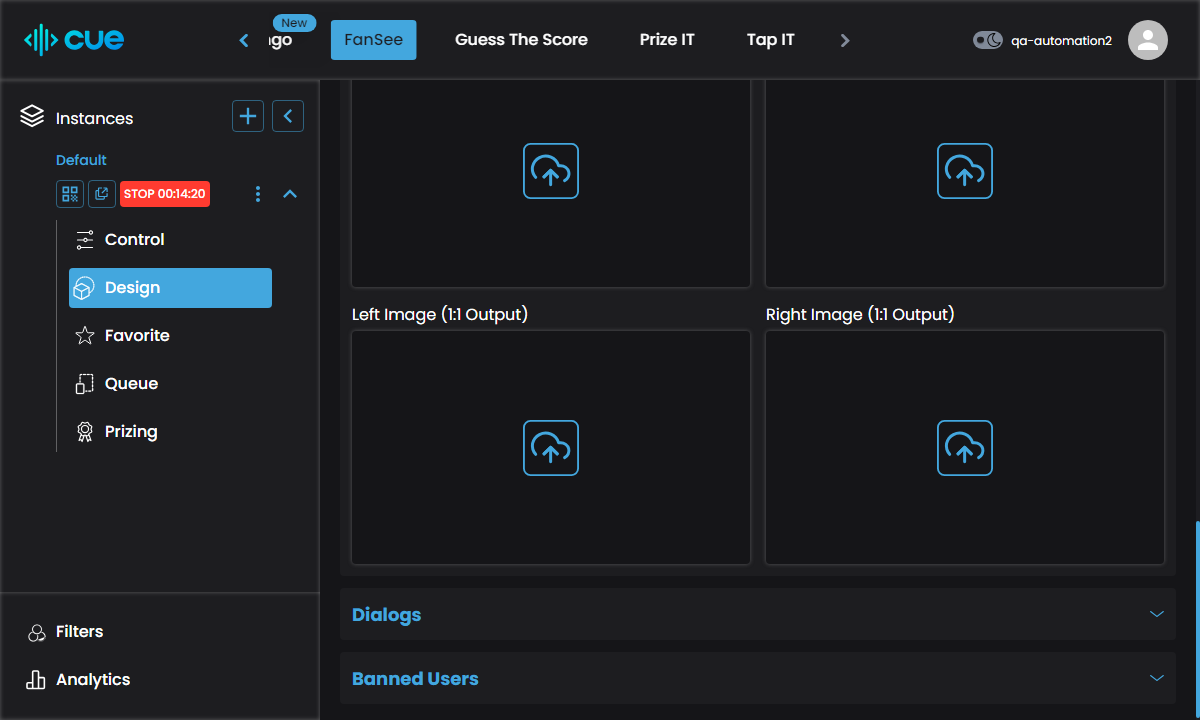 cue
New
FanSee
Guess The Score
Prize IT
Tap IT
qa-automation2
Instances
Default
STOP 00:14:20
Control
Design
Favorite
Queue
Prizing
Filters
Analytics
Left Image (1:1 Output)
Right Image (1:1 Output)
Dialogs
Banned Users